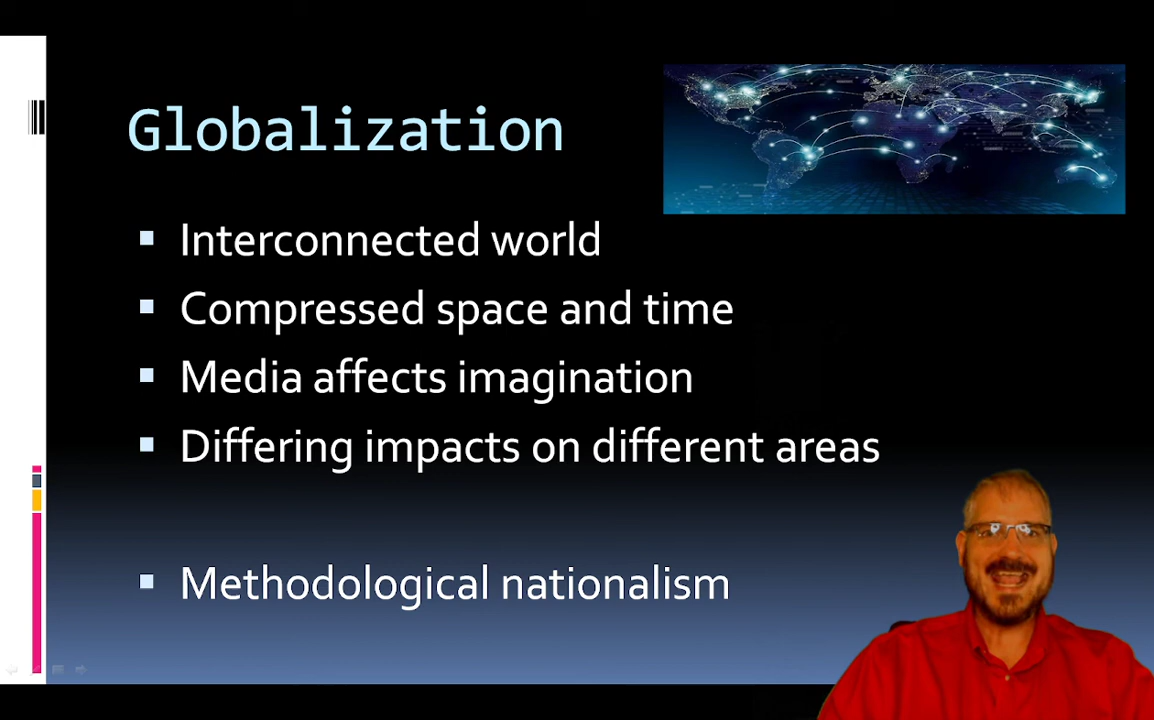 Globalization
Interconnected world
Compressed space and time
Media affects imagination
Differing impacts on different areas
Methodological nationalism